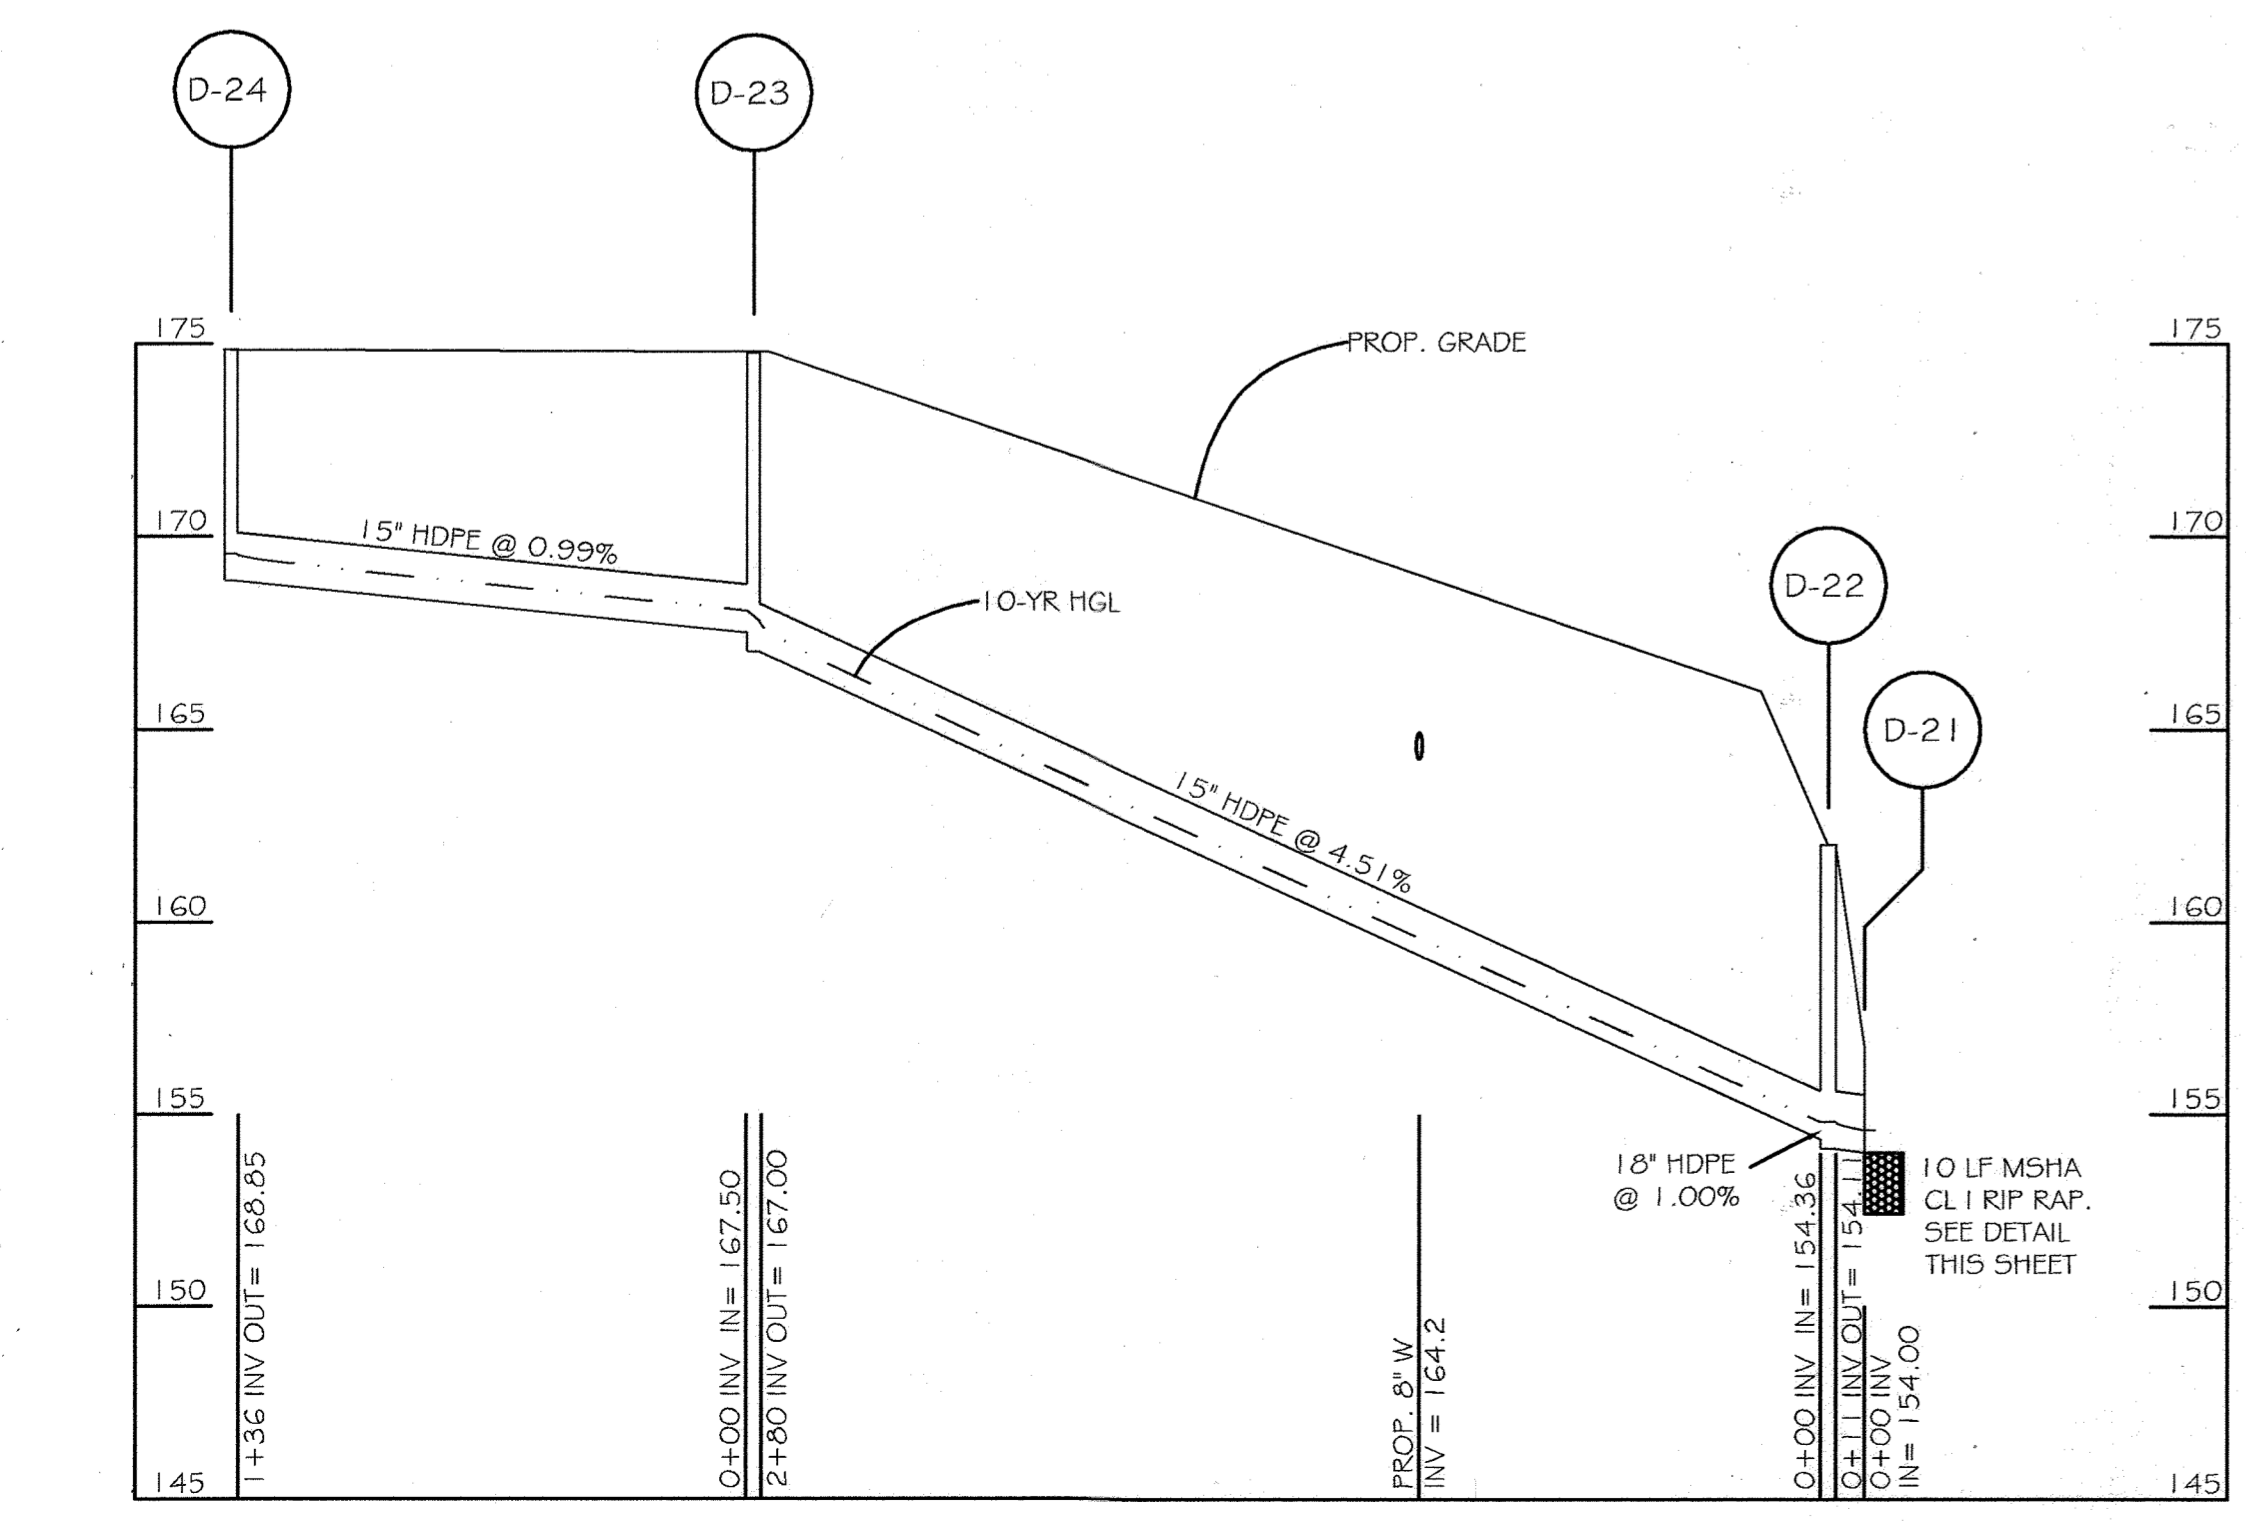 D-24
D-23
175
175
PROP. GRADE
170
170
15" HDPE @ 0.99%
D-22
10-YR HGL
165
165
D-21
15" HDPE @ 4.51%
160
160
155
155
18" HDPE
@ 1.00%
10 LF MSHA
CL I RIP RAP.
SEE DETAIL
THIS SHEET
150
150
1+36 INV OUT= 168.85
0+00 INV IN= 167.50
2+80 INV OUT= 167.00
PROP. 8" W
INV = 164.2
0+00 INV IN= 154.36
0+11 INV OUT= 154.11
0+00 INV
IN= 154.00
145
145